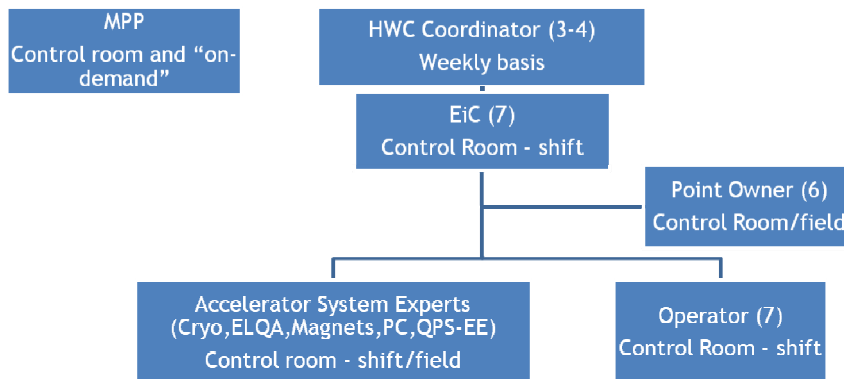 MPP
Control room and “on-
demand”
HWC Coordinator (3-4)
Weekly basis
EiC (7)
Control Room - shift
Point Owner (6)
Control Room/field
Accelerator System Experts
(Cryo,ELQA,Magnets,PC,QPS-EE)
Control room - shift/field
Operator (7)
Control Room - shift